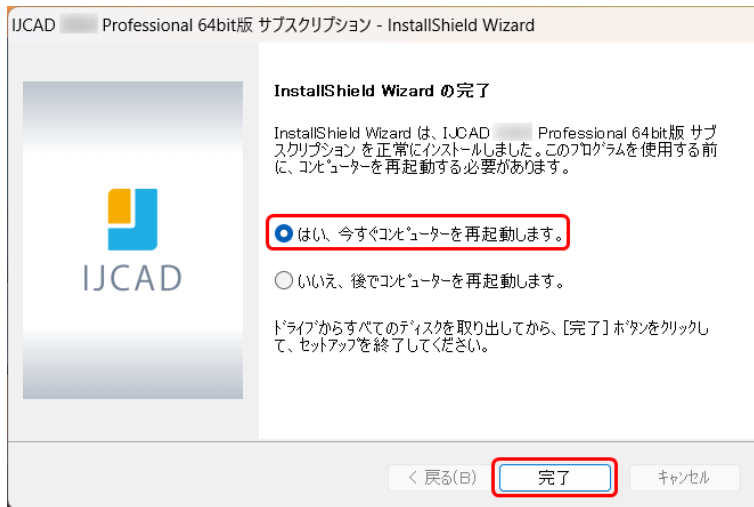 IJCAD Professional 64bit版 サブスクリプション - InstallShield Wizard
InstallShield Wizard の完了
InstallShield Wizard は、IJCAD Professional 64bit版 サブ
スクリプション を正常にインストールしました。このプログラムを使用する前
に、コンピューターを再起動する必要があります。
はい、今すぐコンピューターを再起動します。
いいえ、後でコンピューターを再起動します。
ドライブからすべてのディスクを取り出してから、[完了] ボタンをクリックし
て、セットアップを終了してください。
IJCAD
< 戻る(B)
完了
キャンセル